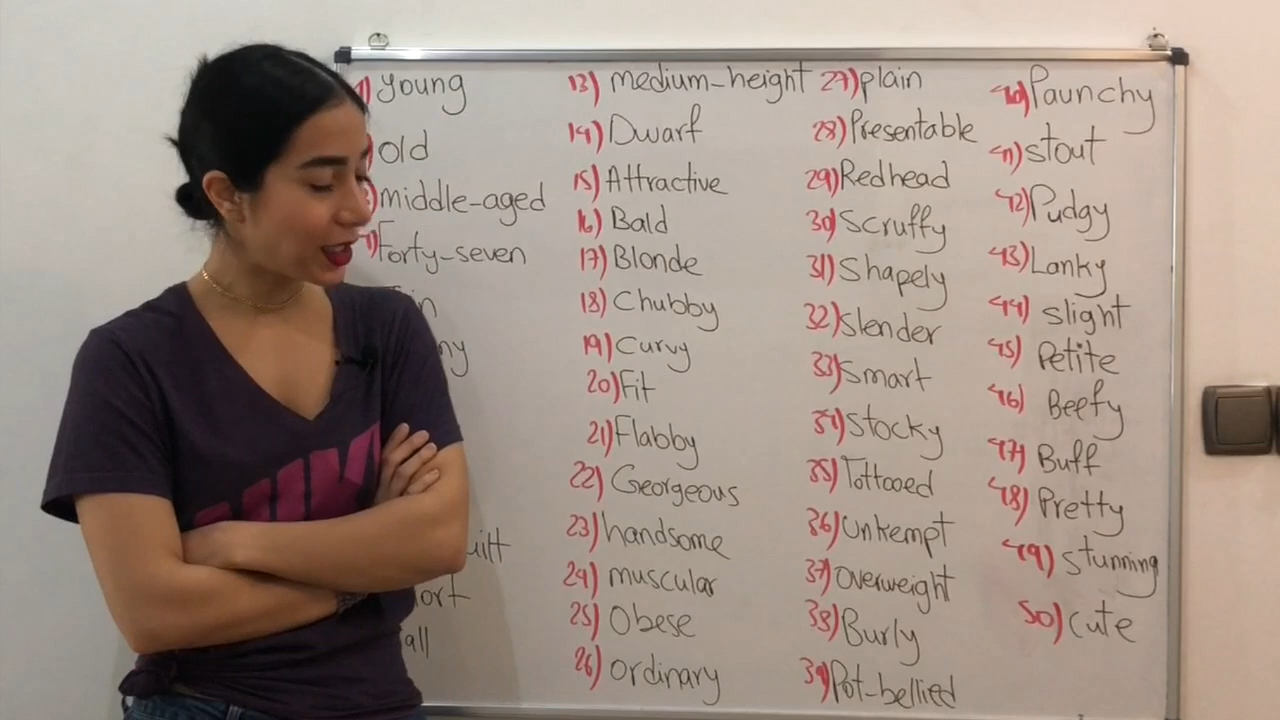 1) Young
) Old
3) middle-aged
4) Forty-seven
13) medium-height
14) Dwarf
15) Attractive
16) Bald
17) Blonde
18) Chubby
19) Curvy
20) Fit
21) Flabby
22) Georgeous
23) handsome
24) muscular
25) Obese
26) ordinary
27) plain
28) Presentable
29) Redhead
30) Scruffy
31) Shapely
32) slender
33) Smart
34) Stocky
35) Tottooed
36) Unkempt
37) Overweight
38) Burly
39) Pot-bellied
40) Paunchy
41) stout
42) Pudgy
43) Lanky
44) slight
45) Petite
46) Beefy
47) Buff
48) Pretty
49) stunning
50) cute